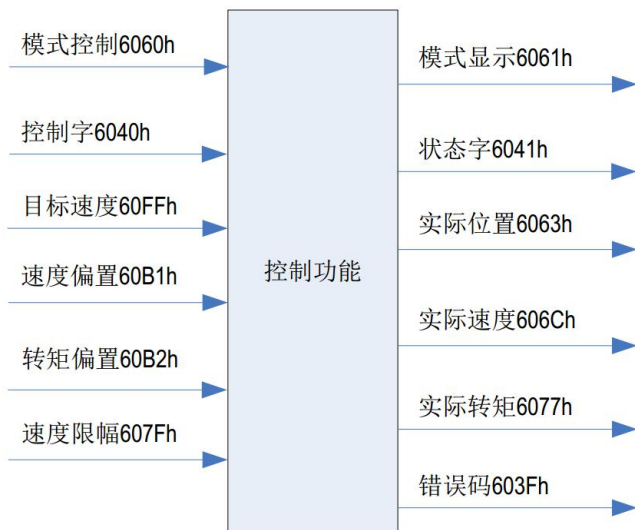 模式控制6060h
控制字6040h
目标速度60FFh
速度偏置60B1h
转矩偏置60B2h
速度限幅607Fh
控制功能
模式显示6061h
状态字6041h
实际位置6063h
实际速度606Ch
实际转矩6077h
错误码603Fh